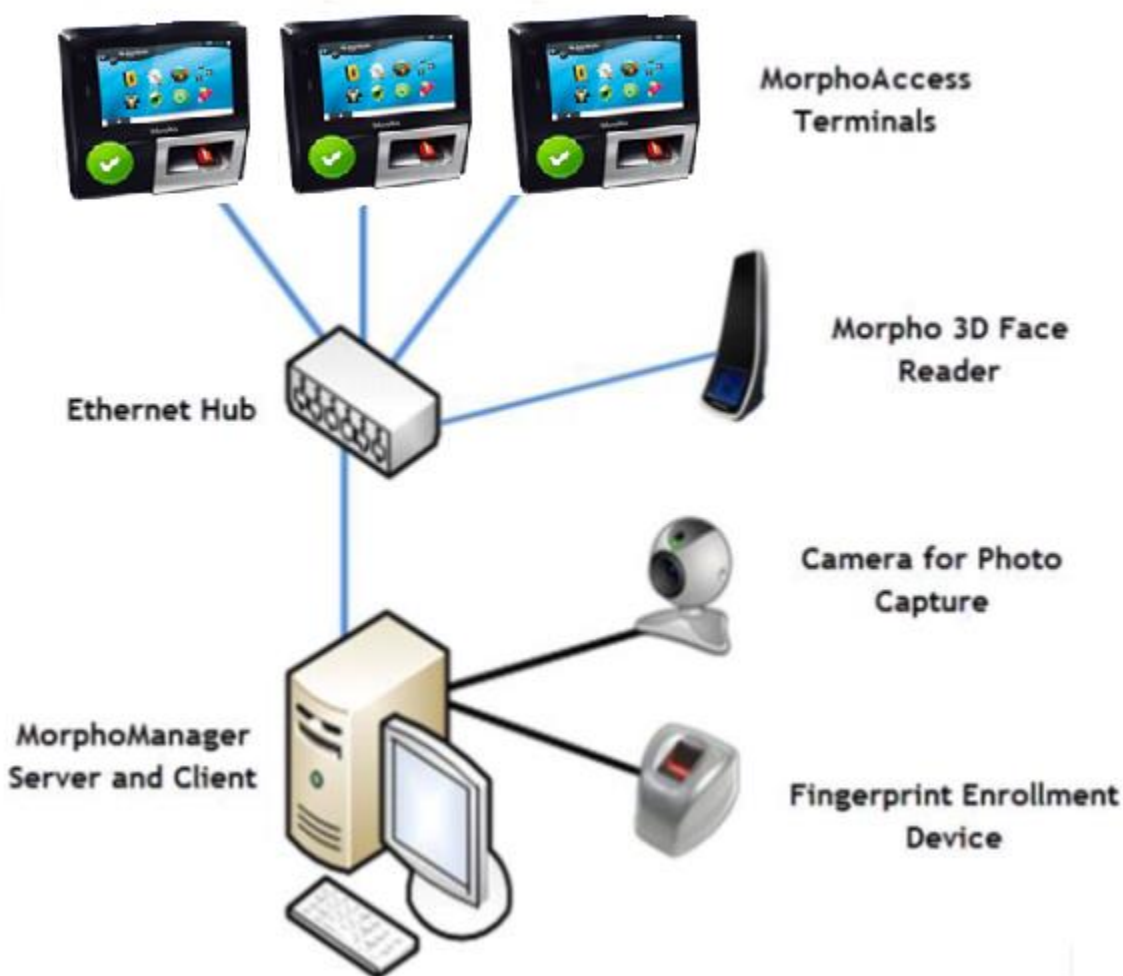 MorphoAccess
Terminals
Morpho 3D Face
Reader
Ethernet Hub
Camera for Photo
Capture
MorphoManager
Server and Client
Fingerprint Enrollment
Device